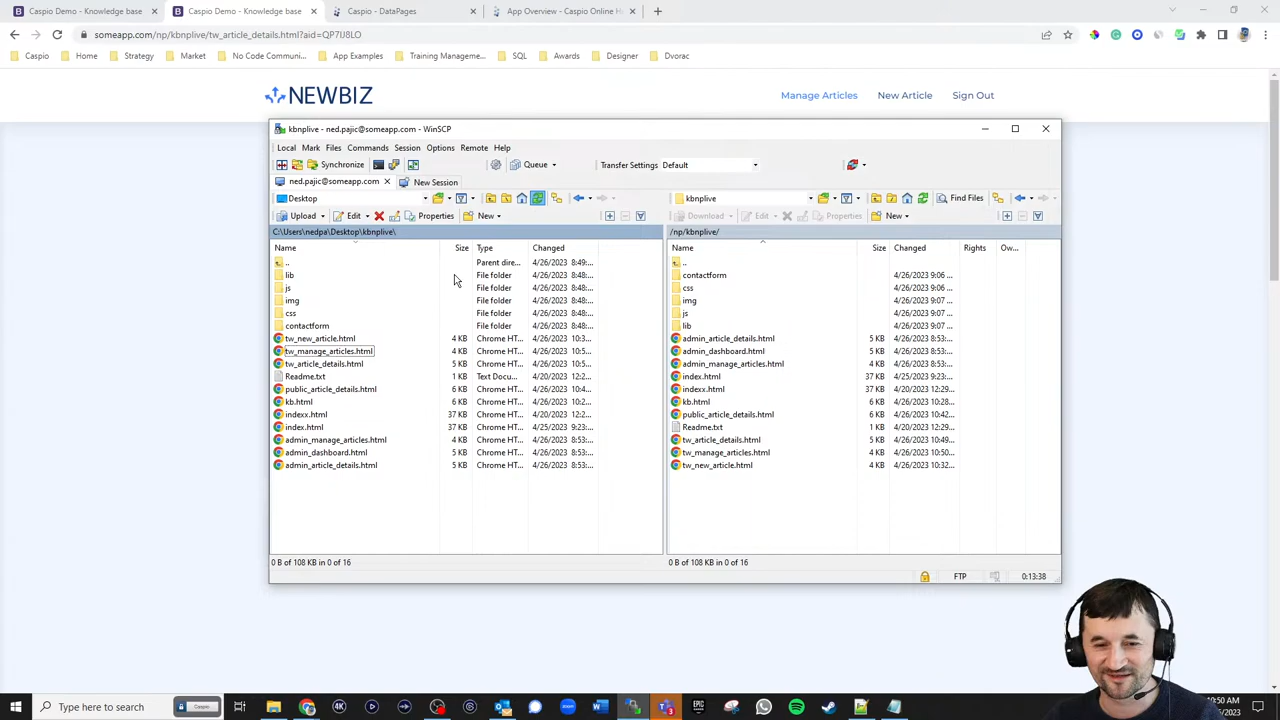 Caspio Demo - Knowledge base
Caspio Demo - Knowledge base
Caspio - DataPages
App Overview - Caspio Online H
someapp.com/np/kbnplive/tw_article_details.html?aid=QP7U8LO
Caspio Home Strategy Market No Code Communi... App Examples Training Manageme... SQL Awards Designer Dvorac
NEWBIZ
Manage Articles New Article Sign Out
kbnplive - ned.pajic@someapp.com - WinSCP
Local Mark Files Commands Session Options Remote Help
Synchronize Queue Transfer Settings Default
ned.pajic@someapp.com New Session
Desktop kbnplive Find Files
Upload Edit Properties New Download Edit Properties New
C:\Users\nedpa\Desktop\kbnplive\ /np/kbnplive/
Name Size Type Changed Name Size Changed Rights Ow...
.. Parent dire... 4/26/2023 8:49:... ..
lib File folder 4/26/2023 8:48:... contactform 4/26/2023 9:06 ...
js File folder 4/26/2023 8:48:... css 4/26/2023 9:06 ...
img File folder 4/26/2023 8:48:... img 4/26/2023 9:07 ...
css File folder 4/26/2023 8:48:... js 4/26/2023 9:07 ...
contactform File folder 4/26/2023 8:48:... lib 4/26/2023 9:07 ...
tw_new_article.html 4 KB Chrome HT... 4/26/2023 10:3... admin_article_details.html 5 KB 4/26/2023 8:53...
tw_manage_articles.html 4 KB Chrome HT... 4/26/2023 10:5... admin_dashboard.html 5 KB 4/26/2023 8:53...
tw_article_details.html 5 KB Chrome HT... 4/26/2023 10:4... admin_manage_articles.html 4 KB 4/26/2023 8:53...
Readme.txt 1 KB Text Docu... 4/20/2023 12:2... index.html 37 KB 4/25/2023 9:23...
public_article_details.html 6 KB Chrome HT... 4/26/2023 10:4... indexx.html 37 KB 4/20/2023 12:29...
kb.html 6 KB Chrome HT... 4/26/2023 10:2... kb.html 6 KB 4/26/2023 10:28...
indexx.html 37 KB Chrome HT... 4/20/2023 12:2... public_article_details.html 6 KB 4/26/2023 10:42...
index.html 37 KB Chrome HT... 4/25/2023 9:23:... Readme.txt 1 KB 4/20/2023 12:29...
admin_manage_articles.html 4 KB Chrome HT... 4/26/2023 8:53:... tw_article_details.html 5 KB 4/26/2023 10:49...
admin_dashboard.html 5 KB Chrome HT... 4/26/2023 8:53:... tw_manage_articles.html 4 KB 4/26/2023 10:50...
admin_article_details.html 5 KB Chrome HT... 4/26/2023 8:53:... tw_new_article.html 4 KB 4/26/2023 10:32...
0 B of 108 KB in 0 of 16 0 B of 108 KB in 0 of 16
FTP 0:13:38
Type here to search
Caspio
4K
EPIC GAMES